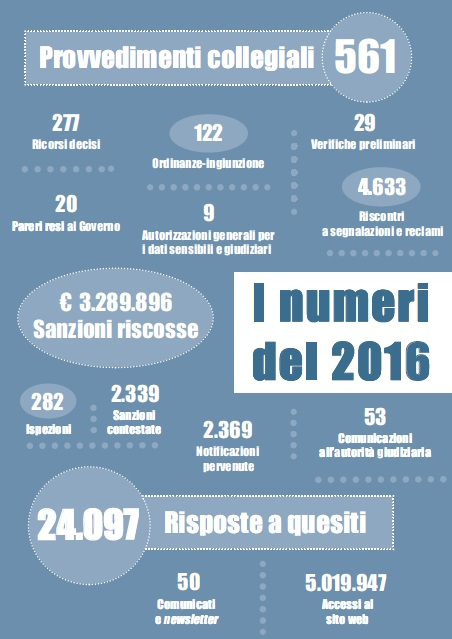 Provvedimenti collegiali 561
277
Ricorsi decisi
122
Ordinanze-ingiunzione
29
Verifiche preliminari
20
Pareri resi al Governo
9
Autorizzazioni generali per
i dati sensibili e giudiziari
4.633
Riscontri
a segnalazioni e reclami
€ 3.289.896
Sanzioni riscosse
I numeri
del 2016
282
Ispezioni
2.339
Sanzioni
contestate
2.369
Notificazioni
pervenute
53
Comunicazioni
all'autorità giudiziaria
24.097 Risposte a quesiti
50
Comunicati
e newsletter
5.019.947
Accessi al
sito web